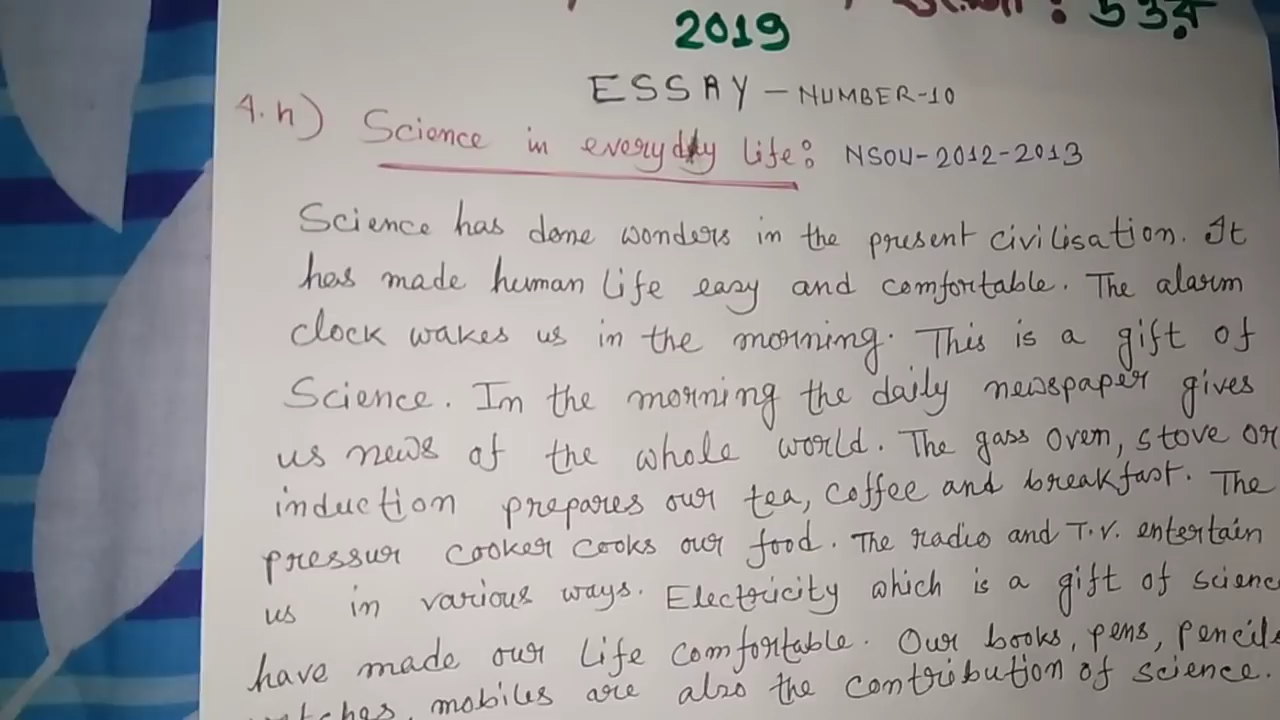 : ১ম
2019
ESSAY - NUMBER-10
4.h) Science in everyday life: NSOU-2012-2013
Science has done wonders in the present civilisation. It
has made human life easy and comfortable. The alarm
clock wakes us in the morning. This is a gift of
Science. In the morning the daily newspaper gives
us news of the whole world. The gass oven, stove or
induction prepares our tea, coffee and breakfast. The
pressur cooker cooks our food. The radio and T.V. entertain
us in various ways. Electricity which is a gift of scienc
have made our life comfortable. Our books, pens, pencils
mobiles are also the contribution of science.